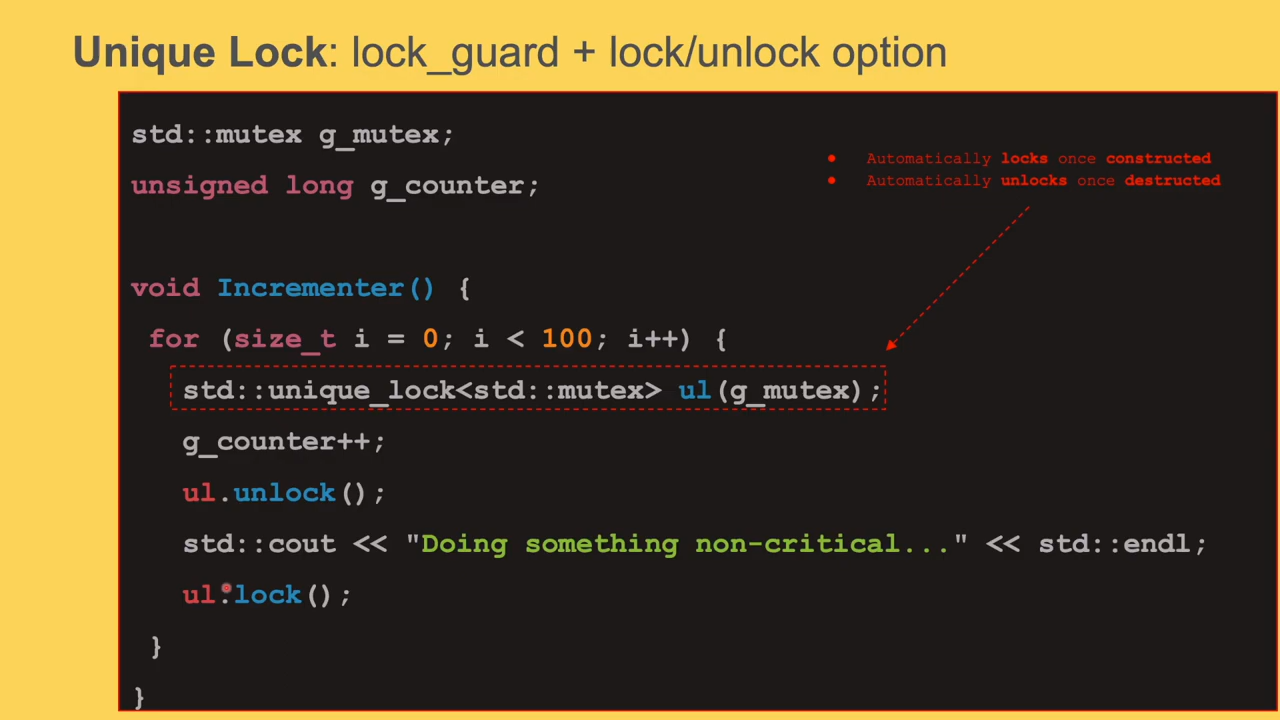 Unique Lock: lock_guard + lock/unlock option
std::mutex g_mutex;
● Automatically locks once constructed
unsigned long g_counter;
● Automatically unlocks once destructed
void Incrementer() {
for (size_t i = 0; i < 100; i++) {
std::unique_lock<std::mutex> ul(g_mutex);
g_counter++;
ul.unlock();
std::cout << "Doing something non-critical..." << std::endl;
ul.lock();
}
}